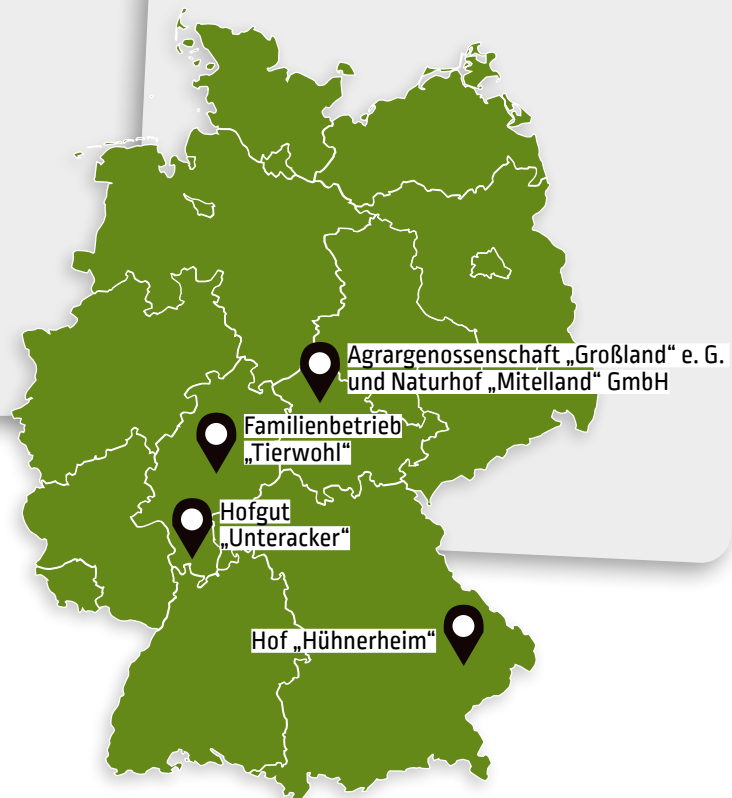 Agrargenossenschaft „Großland“ e. G.
und Naturhof „Mitelland“ GmbH
Familienbetrieb
„Tierwohl“
Hofgut
„Unteracker“
Hof „Hühnerheim“